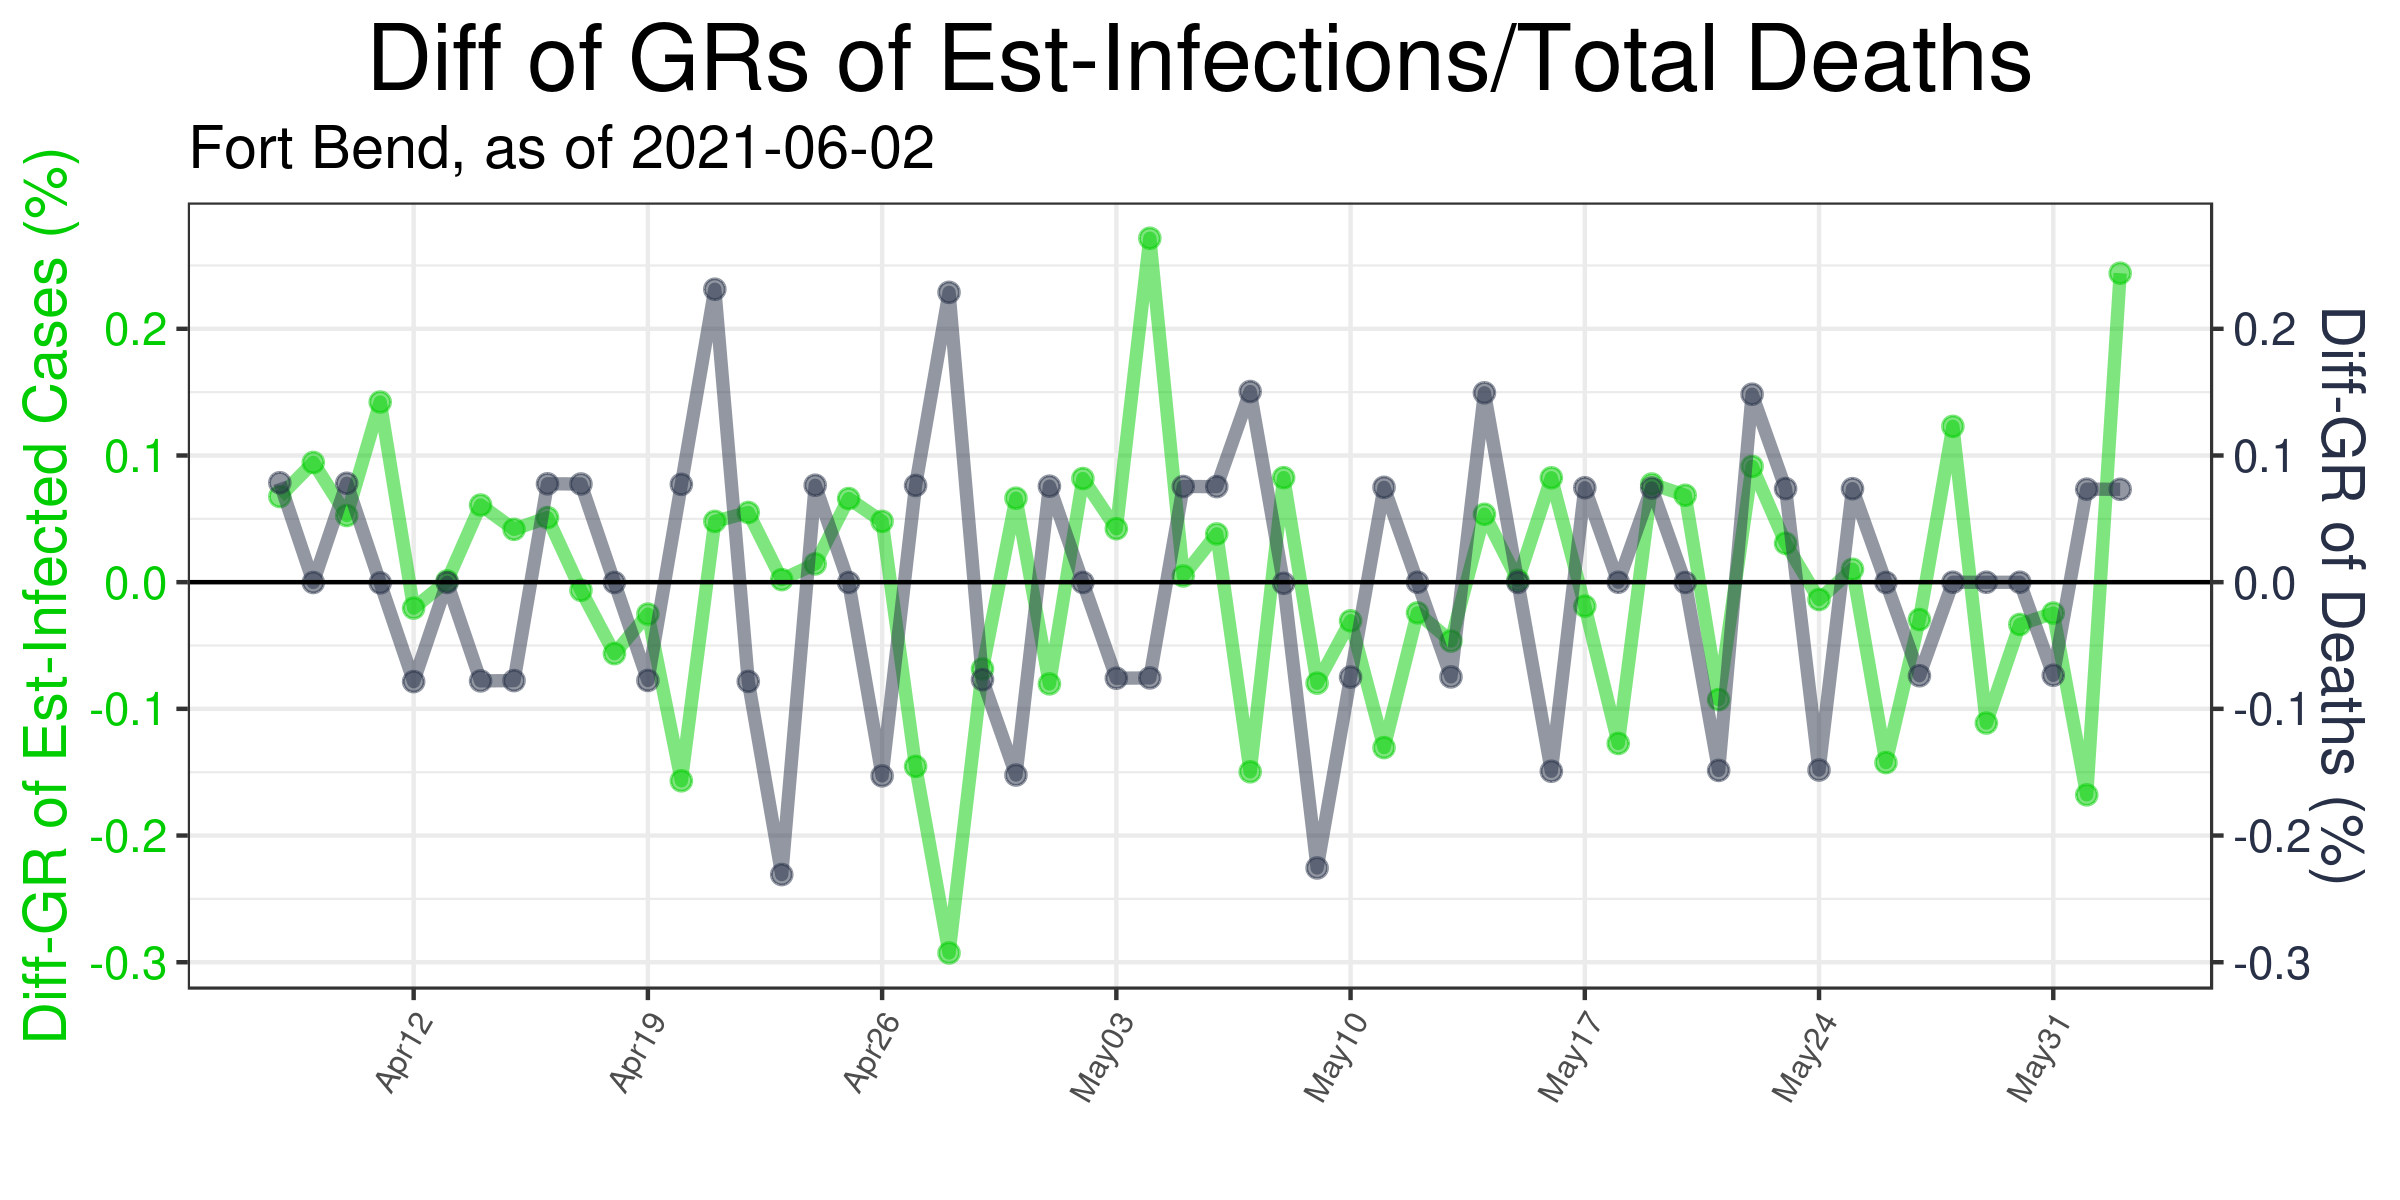 Diff of GRs of Est-Infections/Total Deaths
Fort Bend, as of 2021-06-02
Diff-GR of Est-Infected Cases (%)
0.2
0.1
0.0
-0.1
-0.2
-0.3
0.2
0.1
0.0
-0.1
-0.2
-0.3
Diff-GR of Deaths (%)
Apr12
Apr19
Apr26
May03
May10
May17
May24
May31